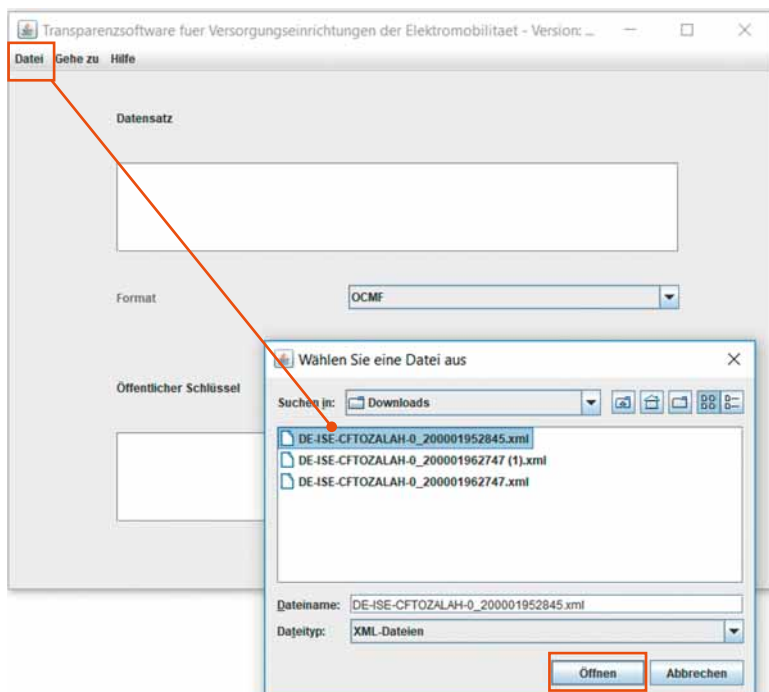 Transparenzsoftware fuer Versorgungseinrichtungen der Elektromobilitaet - Version: ...
Datei Gehe zu Hilfe
Datensatz
Format
OCMF
Öffentlicher Schlüssel
Wählen Sie eine Datei aus
Suchen in: Downloads
DE-ISE-CFTOZALAH-0_200001952845.xml
DE-ISE-CFTOZALAH-0_200001962747 (1).xml
DE-ISE-CFTOZALAH-0_200001962747.xml
Dateiname: DE-ISE-CFTOZALAH-0_200001952845.xml
Dateityp: XML-Dateien
Öffnen Abbrechen